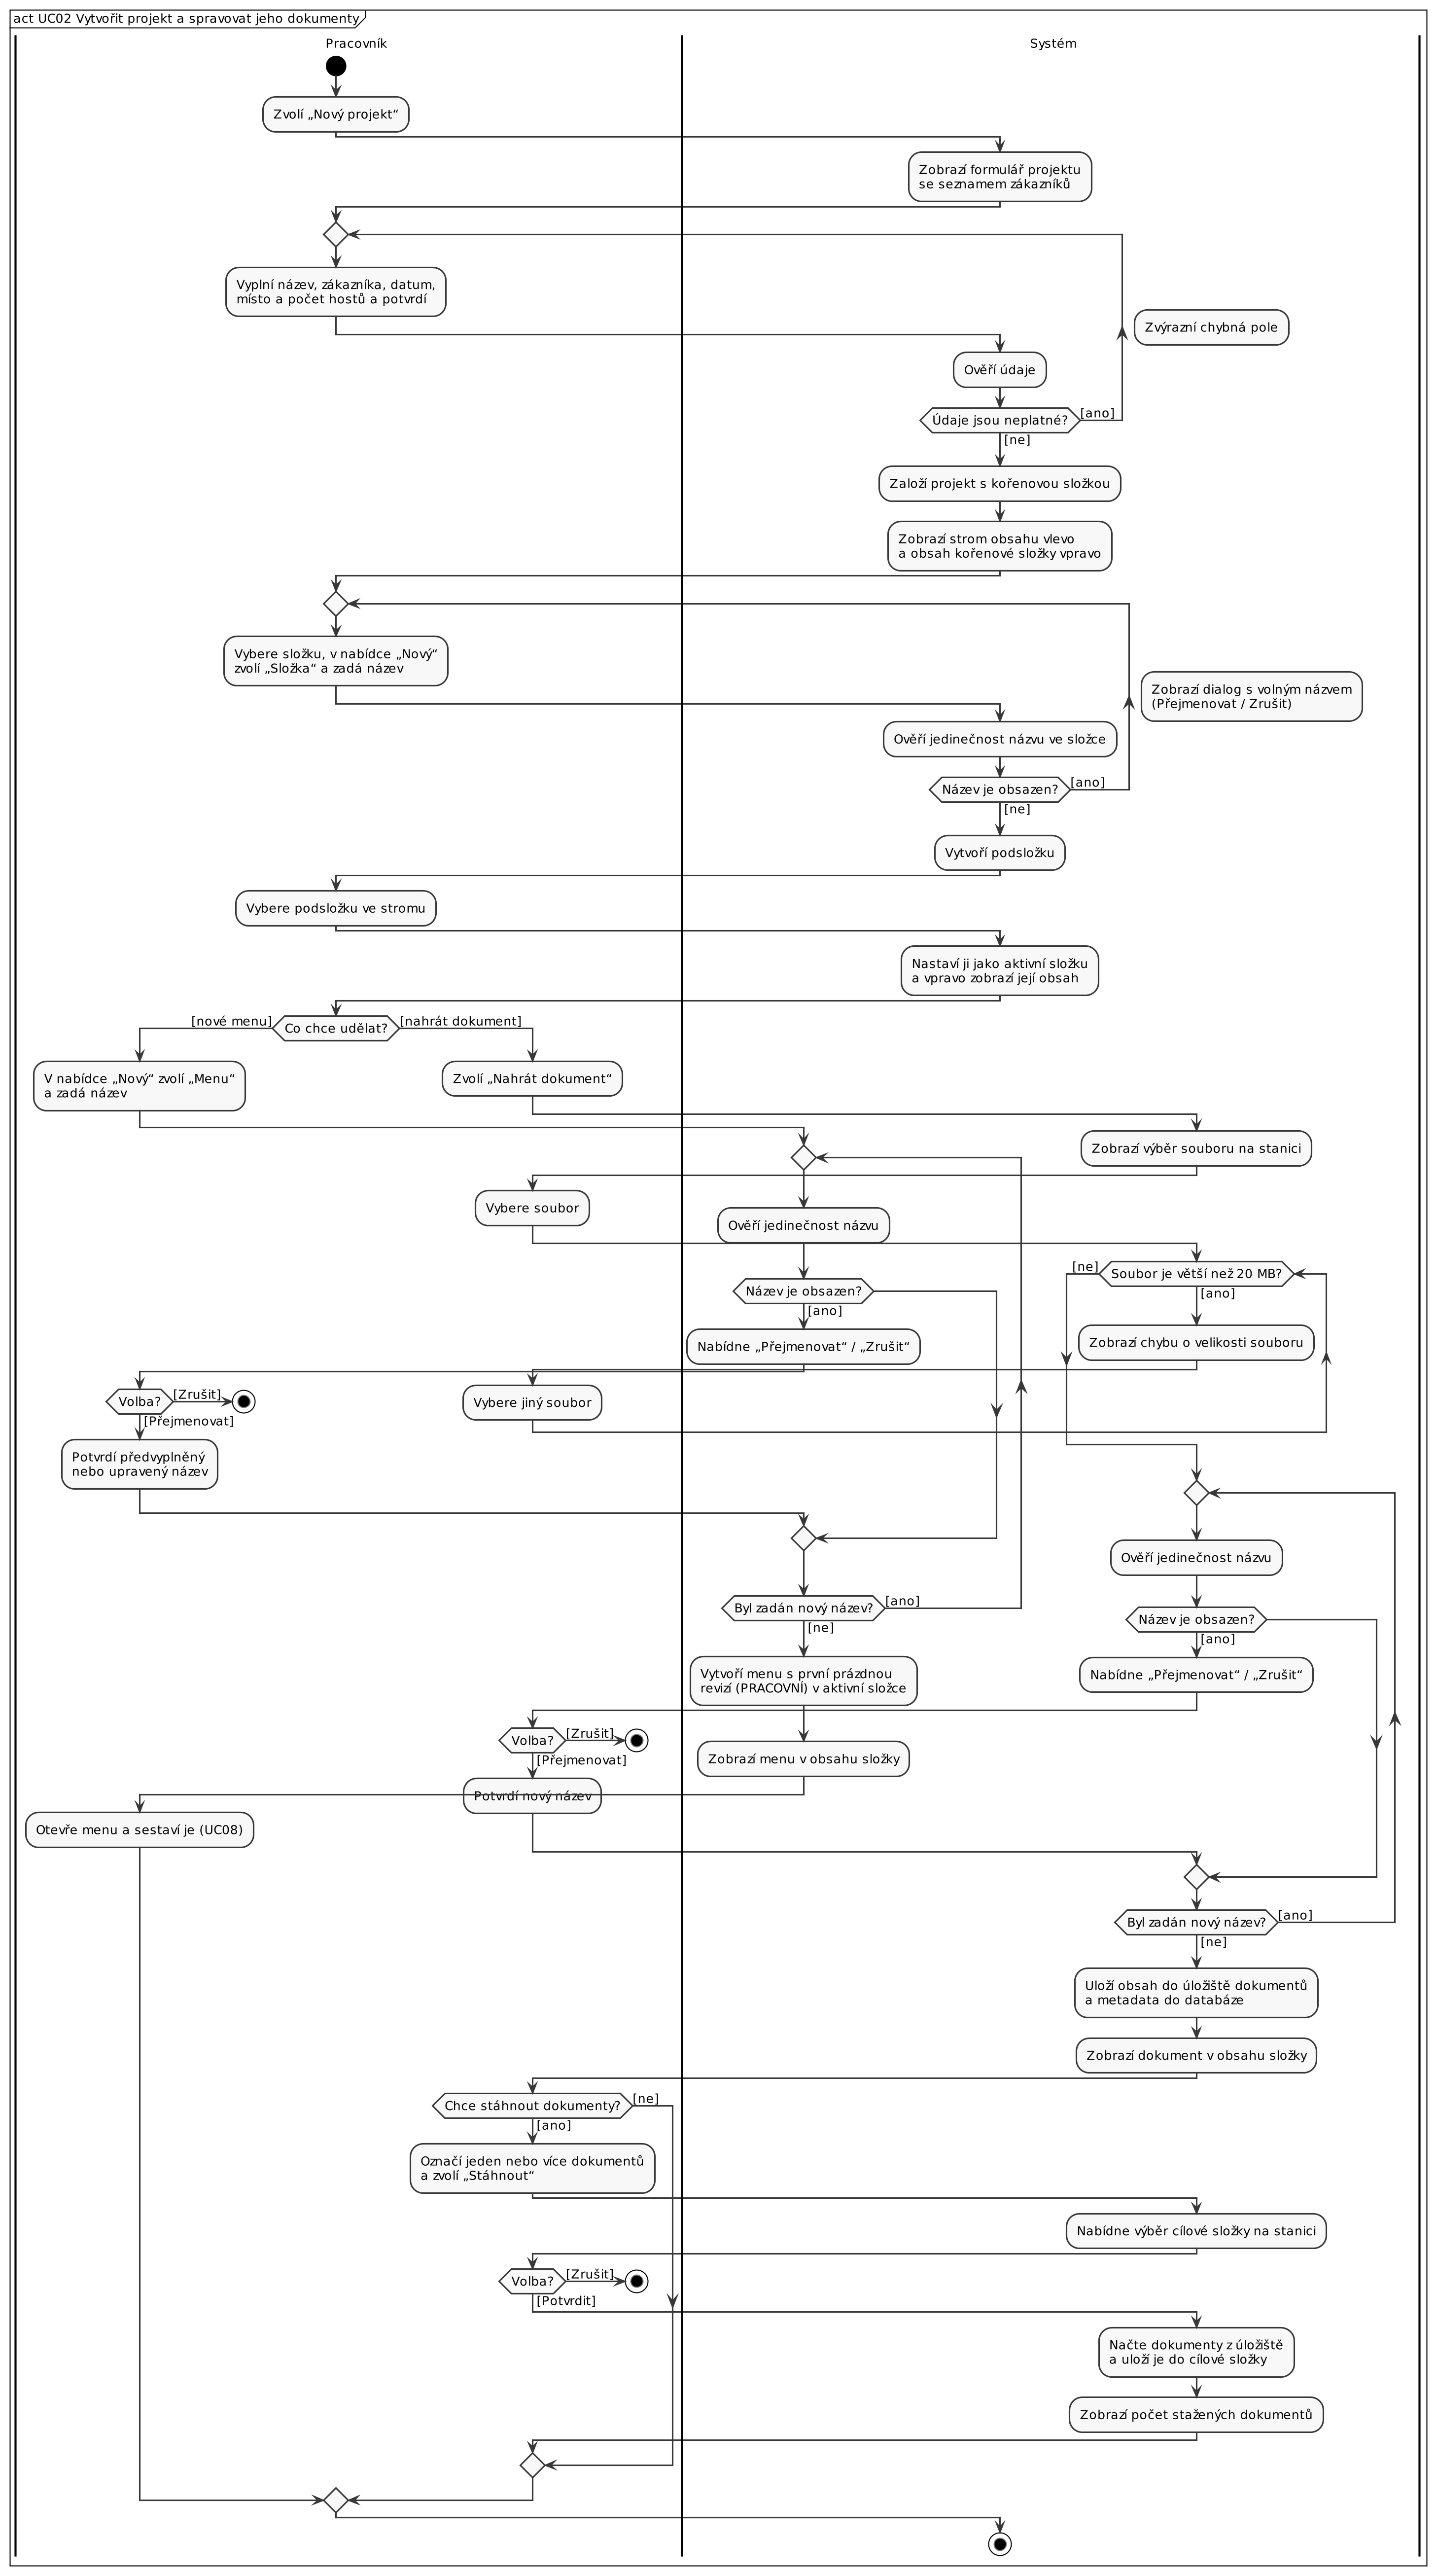 act UC02 Vytvořit projekt a spravovat jeho dokumenty
Pracovník
Systém
Zvolí „Nový projekt“
Zobrazí formulář projektu
se seznamem zákazníků
Vyplní název, zákazníka, datum,
místo a počet hostů a potvrdí
Zvýrazní chybná pole
Ověří údaje
Údaje jsou neplatné?
[ano]
[ne]
Založí projekt s kořenovou složkou
Zobrazí strom obsahu vlevo
a obsah kořenové složky vpravo
Vybere složku, v nabídce „Nový“
zvolí „Složka“ a zadá název
Zobrazí dialog s volným názvem
(Přejmenovat / Zrušit)
Ověří jedinečnost názvu ve složce
Název je obsazen?
[ano]
[ne]
Vytvoří podsložku
Vybere podsložku ve stromu
Nastaví ji jako aktivní složku
a vpravo zobrazí její obsah
[nové menu]
Co chce udělat?
[nahrát dokument]
V nabídce „Nový“ zvolí „Menu“
a zadá název
Zvolí „Nahrát dokument“
Zobrazí výběr souboru na stanici
Vybere soubor
Ověří jedinečnost názvu
[ne]
Soubor je větší než 20 MB?
[ano]
Název je obsazen?
[ano]
Zobrazí chybu o velikosti souboru
Nabídne „Přejmenovat“ / „Zrušit“
Volba?
[Zrušit]
[Přejmenovat]
Vybere jiný soubor
Potvrdí předvyplněný
nebo upravený název
Ověří jedinečnost názvu
Byl zadán nový název?
[ano]
[ne]
Název je obsazen?
[ano]
Vytvoří menu s první prázdnou
revizí (PRACOVNÍ) v aktivní složce
Nabídne „Přejmenovat“ / „Zrušit“
Volba?
[Zrušit]
[Přejmenovat]
Zobrazí menu v obsahu složky
Potvrdí nový název
Otevře menu a sestaví je (UC08)
Byl zadán nový název?
[ano]
[ne]
Uloží obsah do úložiště dokumentů
a metadata do databáze
Zobrazí dokument v obsahu složky
Chce stáhnout dokumenty?
[ne]
[ano]
Označí jeden nebo více dokumentů
a zvolí „Stáhnout“
Nabídne výběr cílové složky na stanici
Volba?
[Zrušit]
[Potvrdit]
Načte dokumenty z úložiště
a uloží je do cílové složky
Zobrazí počet stažených dokumentů